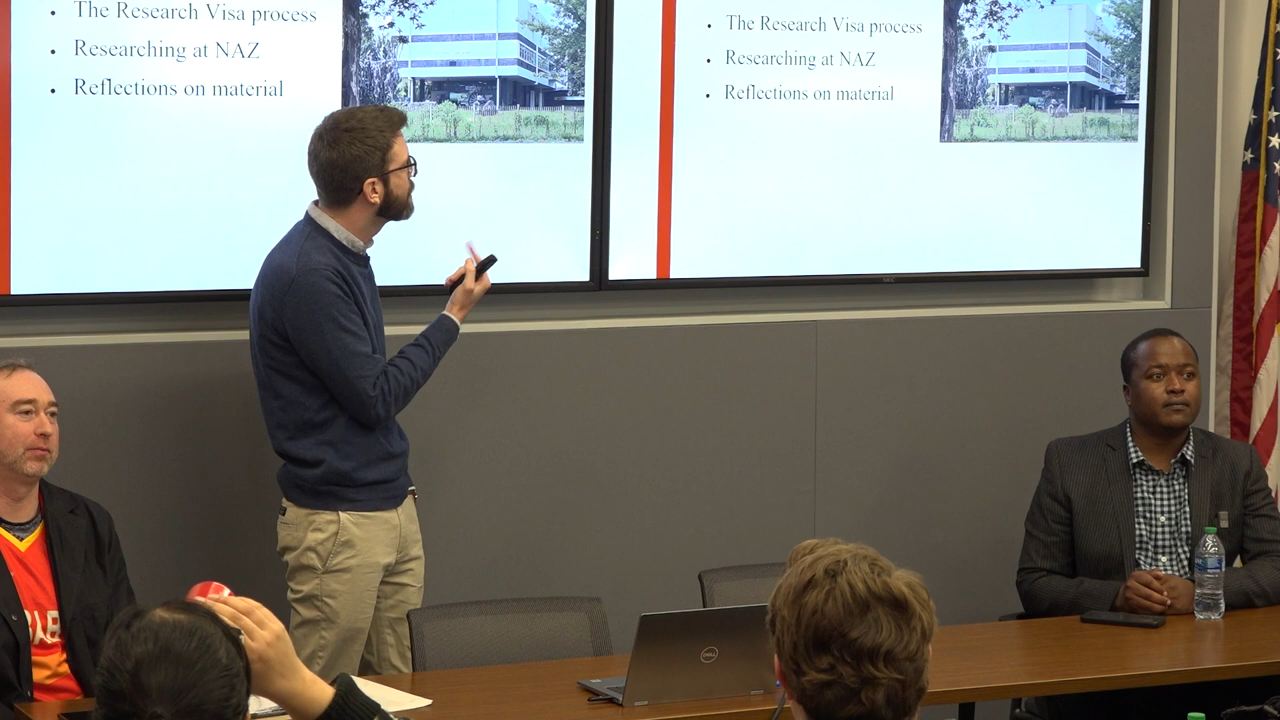 The Research Visa process
Researching at NAZ
Reflections on material
The Research Visa process
Researching at NAZ
Reflections on material
DELL